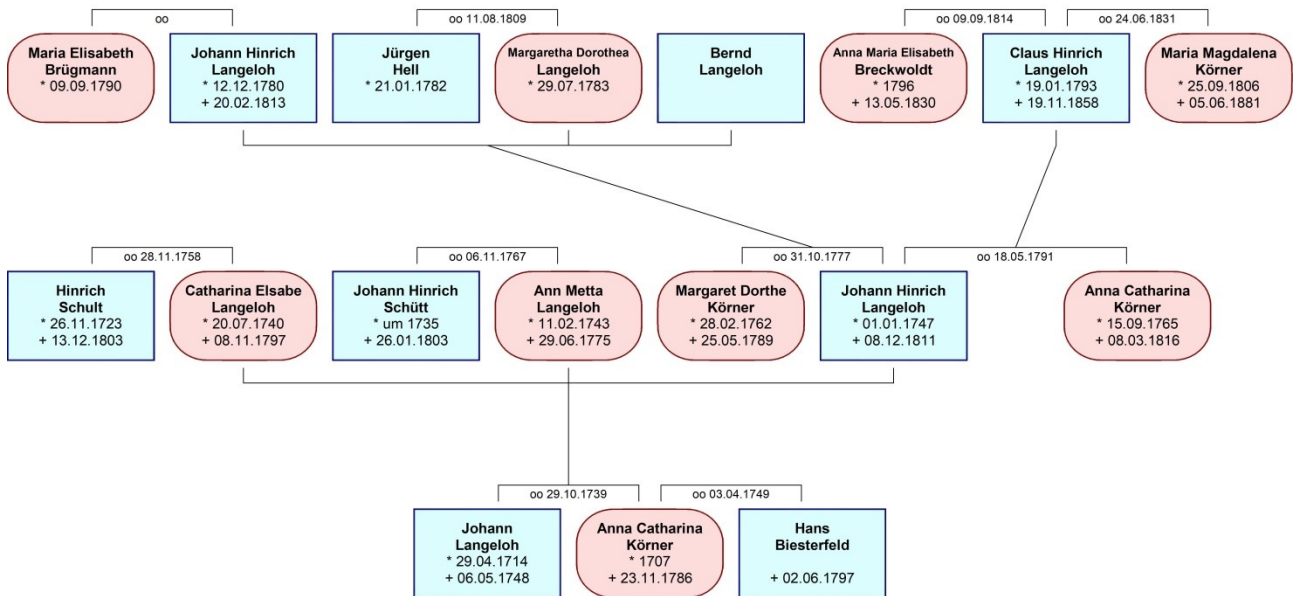 oo
oo 11.08.1809
oo 09.09.1814
oo 24.06.1831
Maria Elisabeth
Brügmann
* 09.09.1790
Johann Hinrich
Langeloh
* 12.12.1780
+ 20.02.1813
Jürgen
Hell
* 21.01.1782
Margaretha Dorothea
Langeloh
* 29.07.1783
Bernd
Langeloh
Anna Maria Elisabeth
Breckwoldt
* 1796
+ 13.05.1830
Claus Hinrich
Langeloh
* 19.01.1793
+ 19.11.1858
Maria Magdalena
Körner
* 25.09.1806
+ 05.06.1881
oo 28.11.1758
oo 06.11.1767
oo 31.10.1777
oo 18.05.1791
Hinrich
Schult
* 26.11.1723
+ 13.12.1803
Catharina Elsabe
Langeloh
* 20.07.1740
+ 08.11.1797
Johann Hinrich
Schütt
* um 1735
+ 26.01.1803
Ann Metta
Langeloh
* 11.02.1743
+ 29.06.1775
Margaret Dorthe
Körner
* 28.02.1762
+ 25.05.1789
Johann Hinrich
Langeloh
* 01.01.1747
+ 08.12.1811
Anna Catharina
Körner
* 15.09.1765
+ 08.03.1816
oo 29.10.1739
oo 03.04.1749
Johann
Langeloh
* 29.04.1714
+ 06.05.1748
Anna Catharina
Körner
* 1707
+ 23.11.1786
Hans
Biesterfeld
+ 02.06.1797